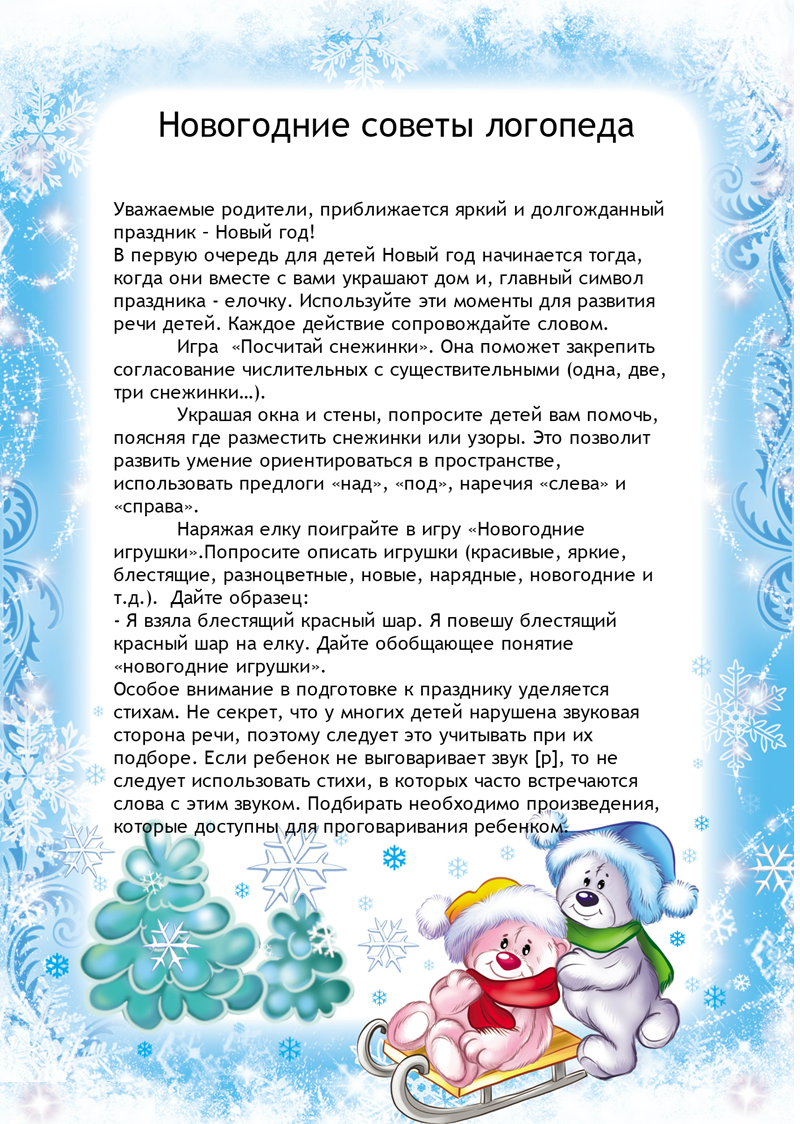 Новогодние советы логопеда
Уважаемые родители, приближается яркий и долгожданный
праздник – Новый год!
В первую очередь для детей Новый год начинается тогда,
когда они вместе с вами украшают дом и, главный символ
праздника - елочку. Используйте эти моменты для развития
речи детей. Каждое действие сопровождайте словом.
Игра  «Посчитай снежинки». Она поможет закрепить
согласование числительных с существительными (одна, две,
три снежинки…).
Украшая окна и стены, попросите детей вам помочь,
поясняя где разместить снежинки или узоры. Это позволит
развить умение ориентироваться в пространстве,
использовать предлоги «над», «под», наречия «слева» и
«справа».
Наряжая елку поиграйте в игру «Новогодние
игрушки».Попросите описать игрушки (красивые, яркие,
блестящие, разноцветные, новые, нарядные, новогодние и
т.д.).  Дайте образец:
- Я взяла блестящий красный шар. Я повешу блестящий
красный шар на елку. Дайте обобщающее понятие
«новогодние игрушки».
Особое внимание в подготовке к празднику уделяется
стихам. Не секрет, что у многих детей нарушена звуковая
сторона речи, поэтому следует это учитывать при их
подборе. Если ребенок не выговаривает звук [р], то не
следует использовать стихи, в которых часто встречаются
слова с этим звуком. Подбирать необходимо произведения,
которые доступны для проговаривания ребенком.